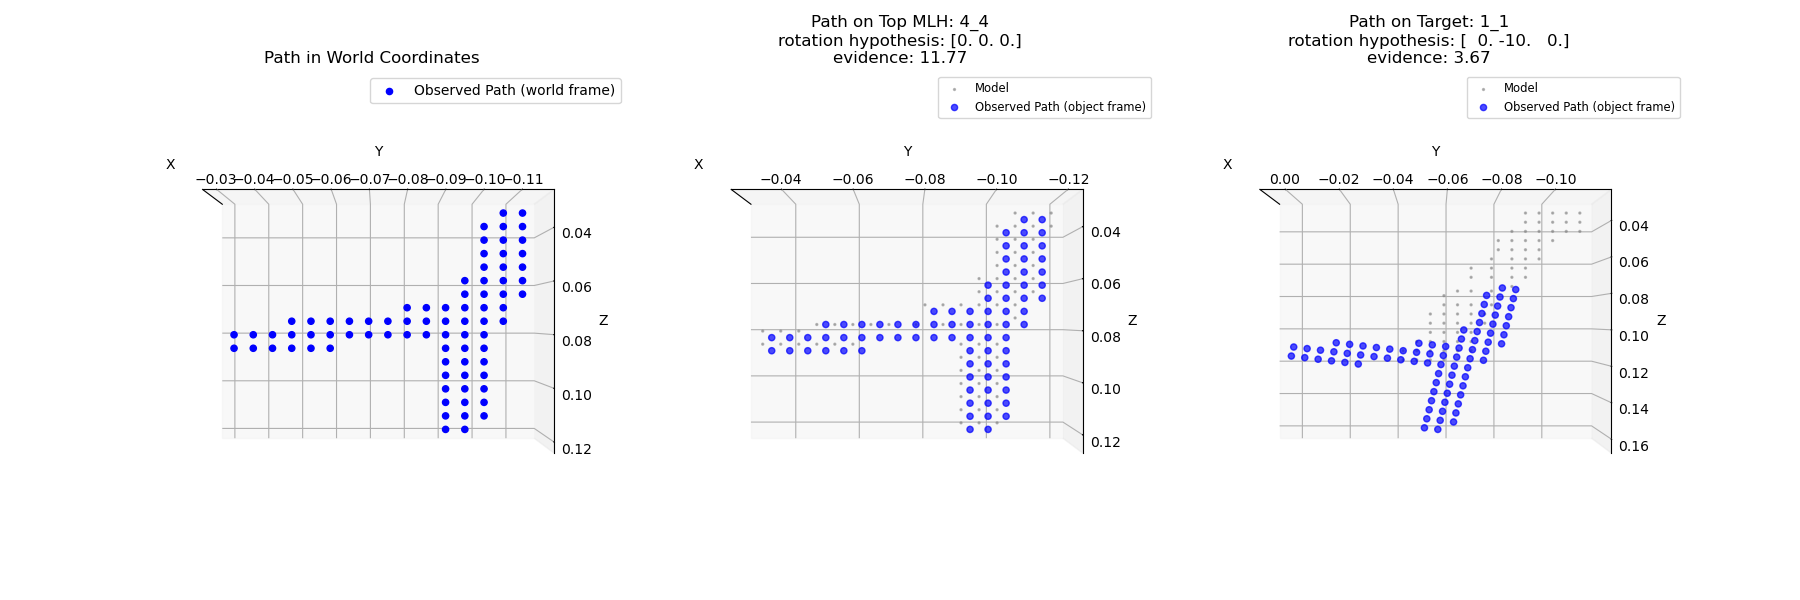 Path in World Coordinates
Observed Path (world frame)
X
Y
−0.03 −0.04 −0.05 −0.06 −0.07 −0.08 −0.09 −0.10 −0.11
0.04
0.06
Z
0.08
0.10
0.12
Path on Top MLH: 4_4
rotation hypothesis: [0. 0. 0.]
evidence: 11.77
Model
Observed Path (object frame)
X
Y
−0.04 −0.06 −0.08 −0.10 −0.12
0.04
0.06
Z
0.08
0.10
0.12
Path on Target: 1_1
rotation hypothesis: [  0. -10.   0.]
evidence: 3.67
Model
Observed Path (object frame)
X
Y
0.00 −0.02 −0.04 −0.06 −0.08 −0.10
0.04
0.06
0.08
Z
0.10
0.12
0.14
0.16